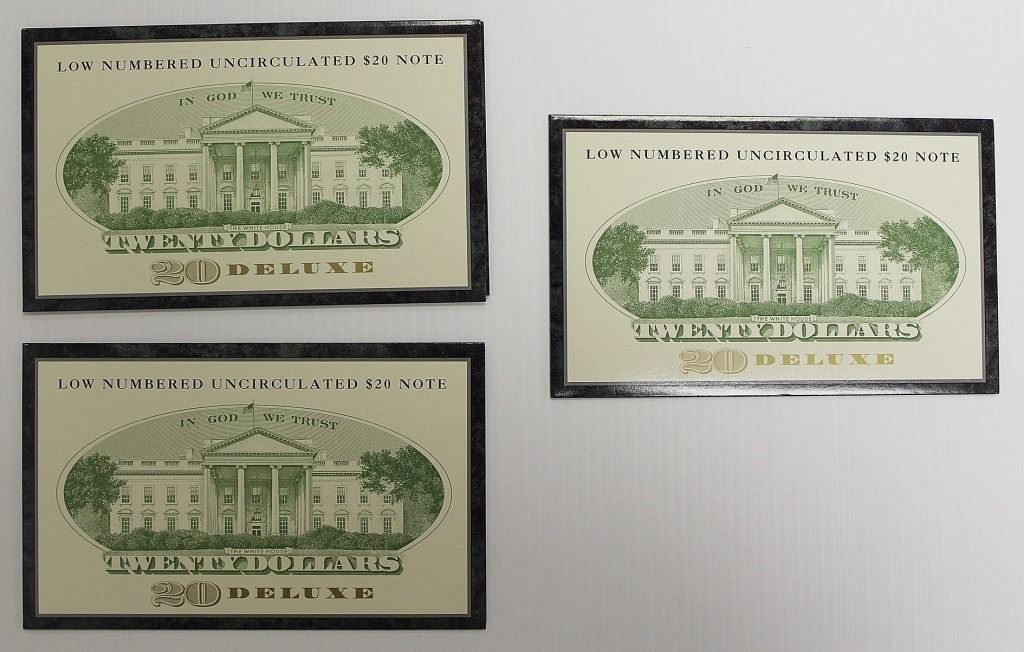 LOW NUMBERED UNCIRCULATED $20 NOTE
IN GOD WE TRUST
THE WHITE HOUSE
TWENTY DOLLARS
20 DELUXE
LOW NUMBERED UNCIRCULATED $20 NOTE
IN GOD WE TRUST
THE WHITE HOUSE
TWENTY DOLLARS
20 DELUXE
LOW NUMBERED UNCIRCULATED $20 NOTE
IN GOD WE TRUST
THE WHITE HOUSE
TWENTY DOLLARS
20 DELUXE